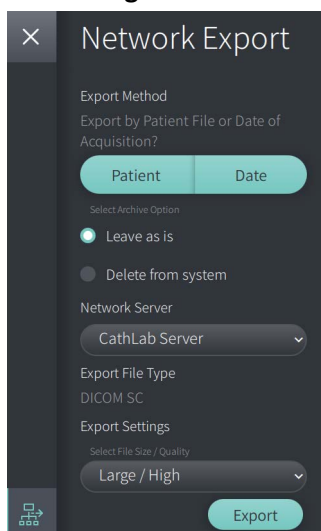 Network Export
Export Method
Export by Patient File or Date of
Acquisition?
Patient Date
Select Archive Option
Leave as is
Delete from system
Network Server
CathLab Server
Export File Type
DICOM SC
Export Settings
Select File Size / Quality
Large / High
Export